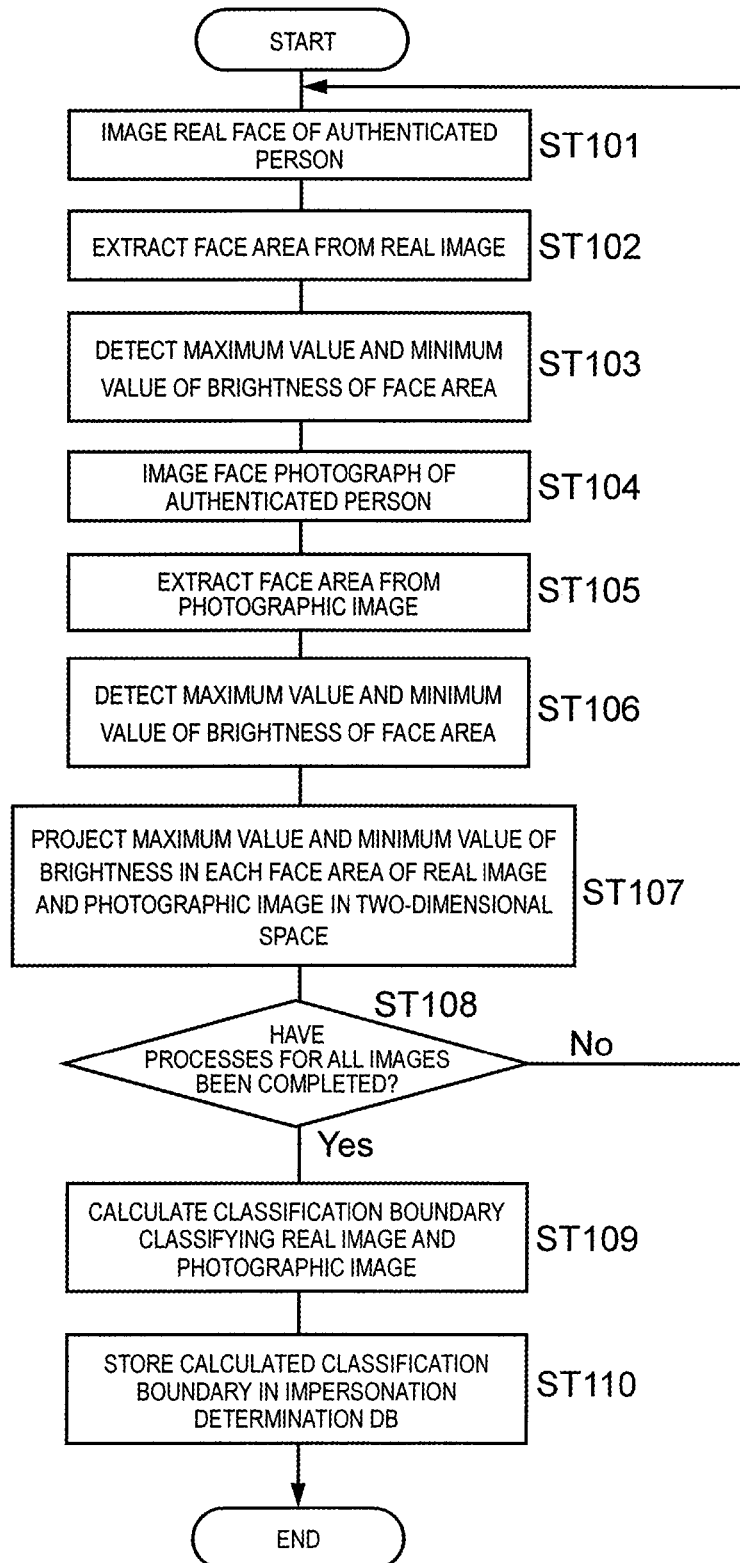 START
IMAGE REAL FACE OF AUTHENTICATED
PERSON
ST101
EXTRACT FACE AREA FROM REAL IMAGE
ST102
DETECT MAXIMUM VALUE AND MINIMUM
VALUE OF BRIGHTNESS OF FACE AREA
ST103
IMAGE FACE PHOTOGRAPH OF
AUTHENTICATED PERSON
ST104
EXTRACT FACE AREA FROM
PHOTOGRAPHIC IMAGE
ST105
DETECT MAXIMUM VALUE AND MINIMUM
VALUE OF BRIGHTNESS OF FACE AREA
ST106
PROJECT MAXIMUM VALUE AND MINIMUM VALUE OF
BRIGHTNESS IN EACH FACE AREA OF REAL IMAGE
AND PHOTOGRAPHIC IMAGE IN TWO-DIMENSIONAL
SPACE
ST107
ST108
HAVE
PROCESSES FOR ALL IMAGES
BEEN COMPLETED?
No
Yes
CALCULATE CLASSIFICATION BOUNDARY
CLASSIFYING REAL IMAGE AND
PHOTOGRAPHIC IMAGE
ST109
STORE CALCULATED CLASSIFICATION
BOUNDARY IN IMPERSONATION
DETERMINATION DB
ST110
END